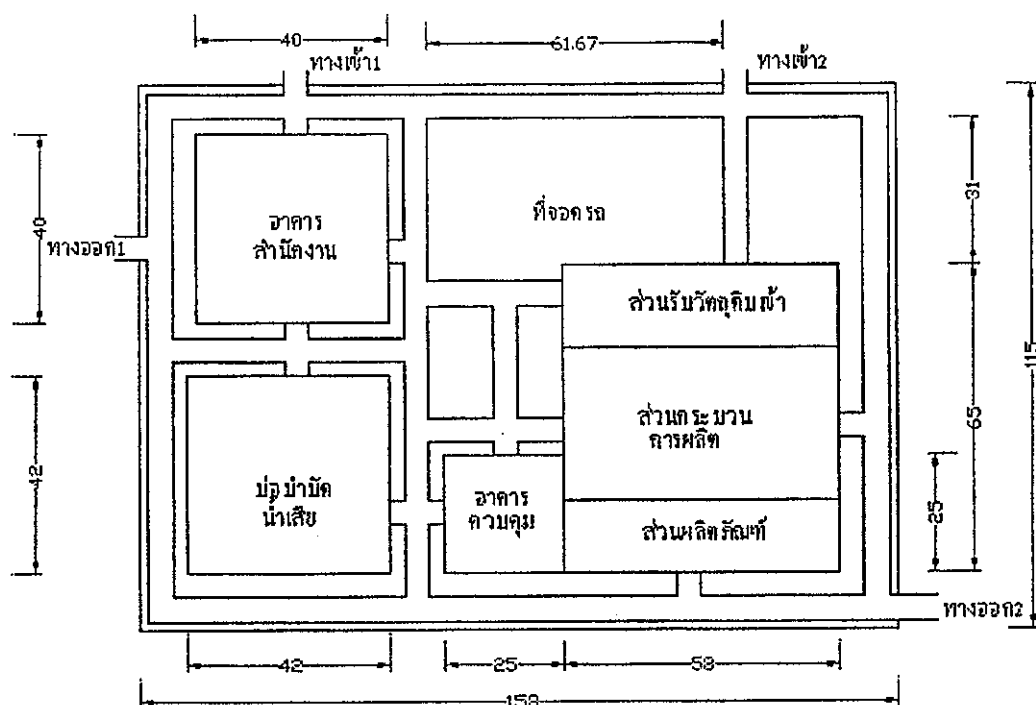 40
61.67
ทางเข้า1
ทางเข้า2
40
31
ที่จอดรถ
อาคาร
สำนักงาน
ทางออก1
ส่วนรับวัตถุดิบเข้า
115
ส่วนกระบวน
การผลิต
65
42
บ่อบำบัด
น้ำเสีย
อาคาร
ควบคุม
25
ส่วนผลิตภัณฑ์
ทางออก2
42
25
58
158